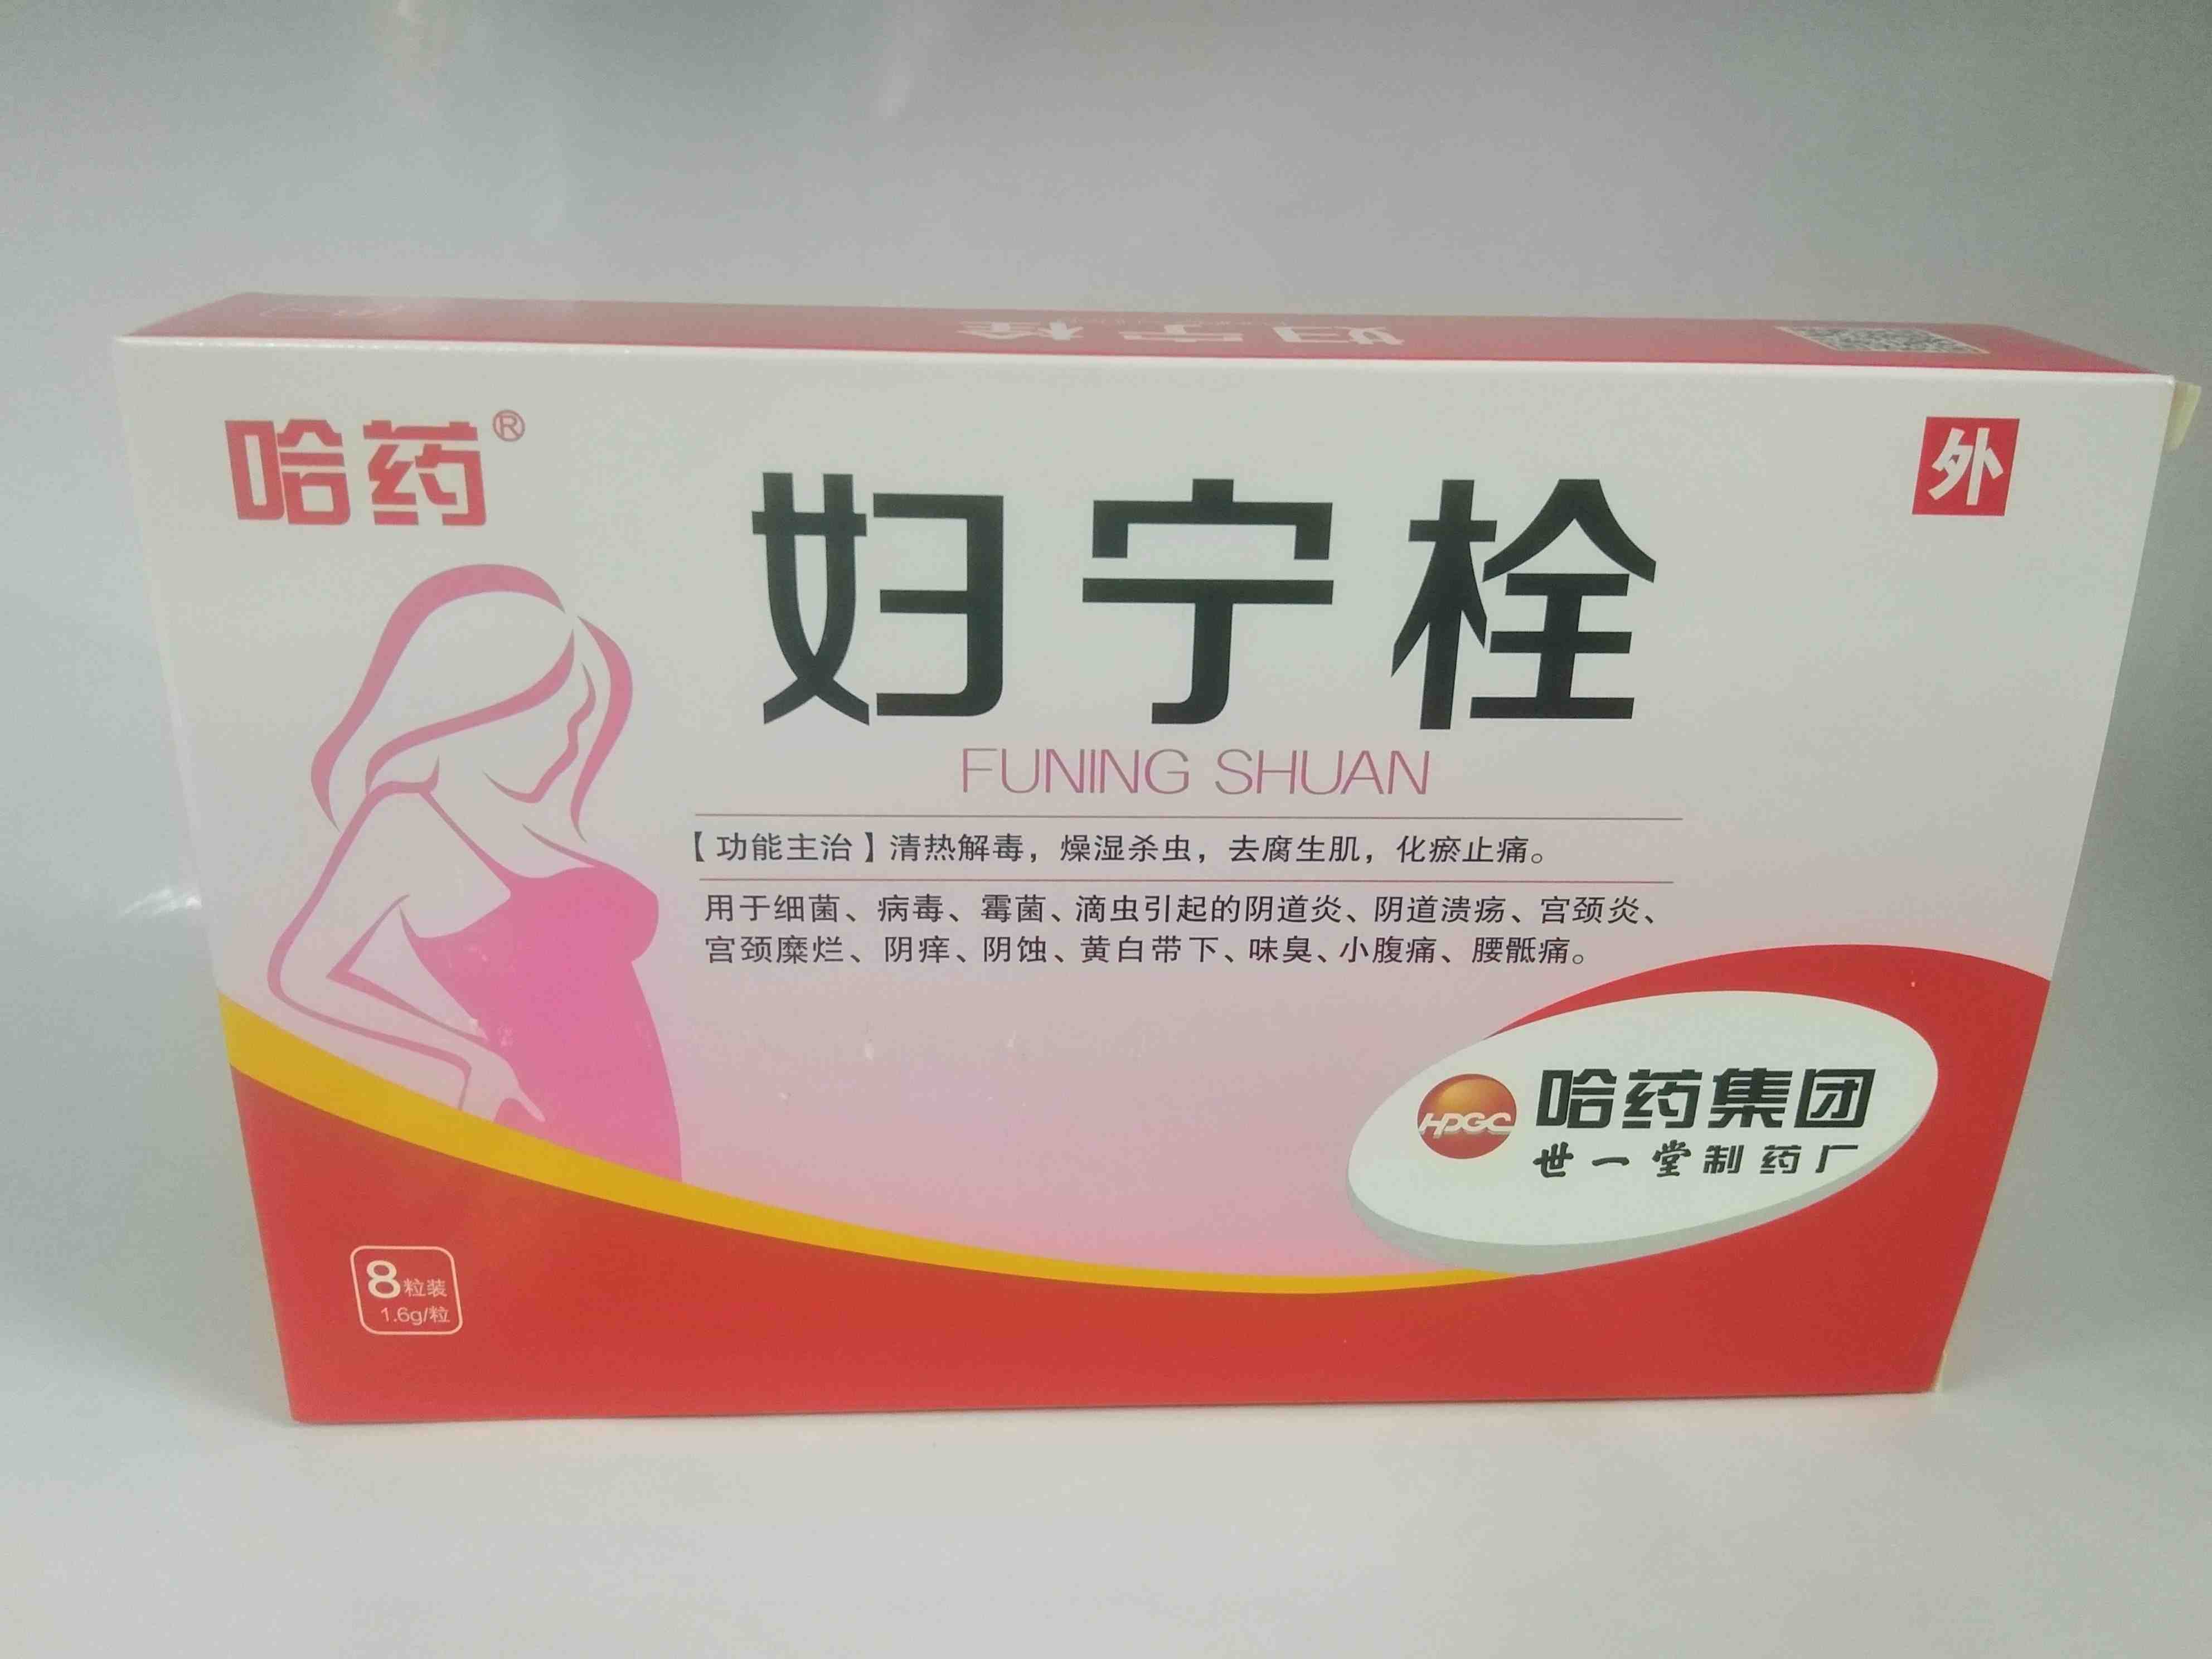 妇宁栓
哈药®
外
妇宁栓
FUNING SHUAN
【功能主治】清热解毒，燥湿杀虫，去腐生肌，化瘀止痛。
用于细菌、病毒、霉菌、滴虫引起的阴道炎、阴道溃疡、宫颈炎、
宫颈糜烂、阴痒、阴蚀、黄白带下、味臭、小腹痛、腰骶痛。
HPGC
哈药集团
世一堂制药厂
8粒装
1.6g/粒